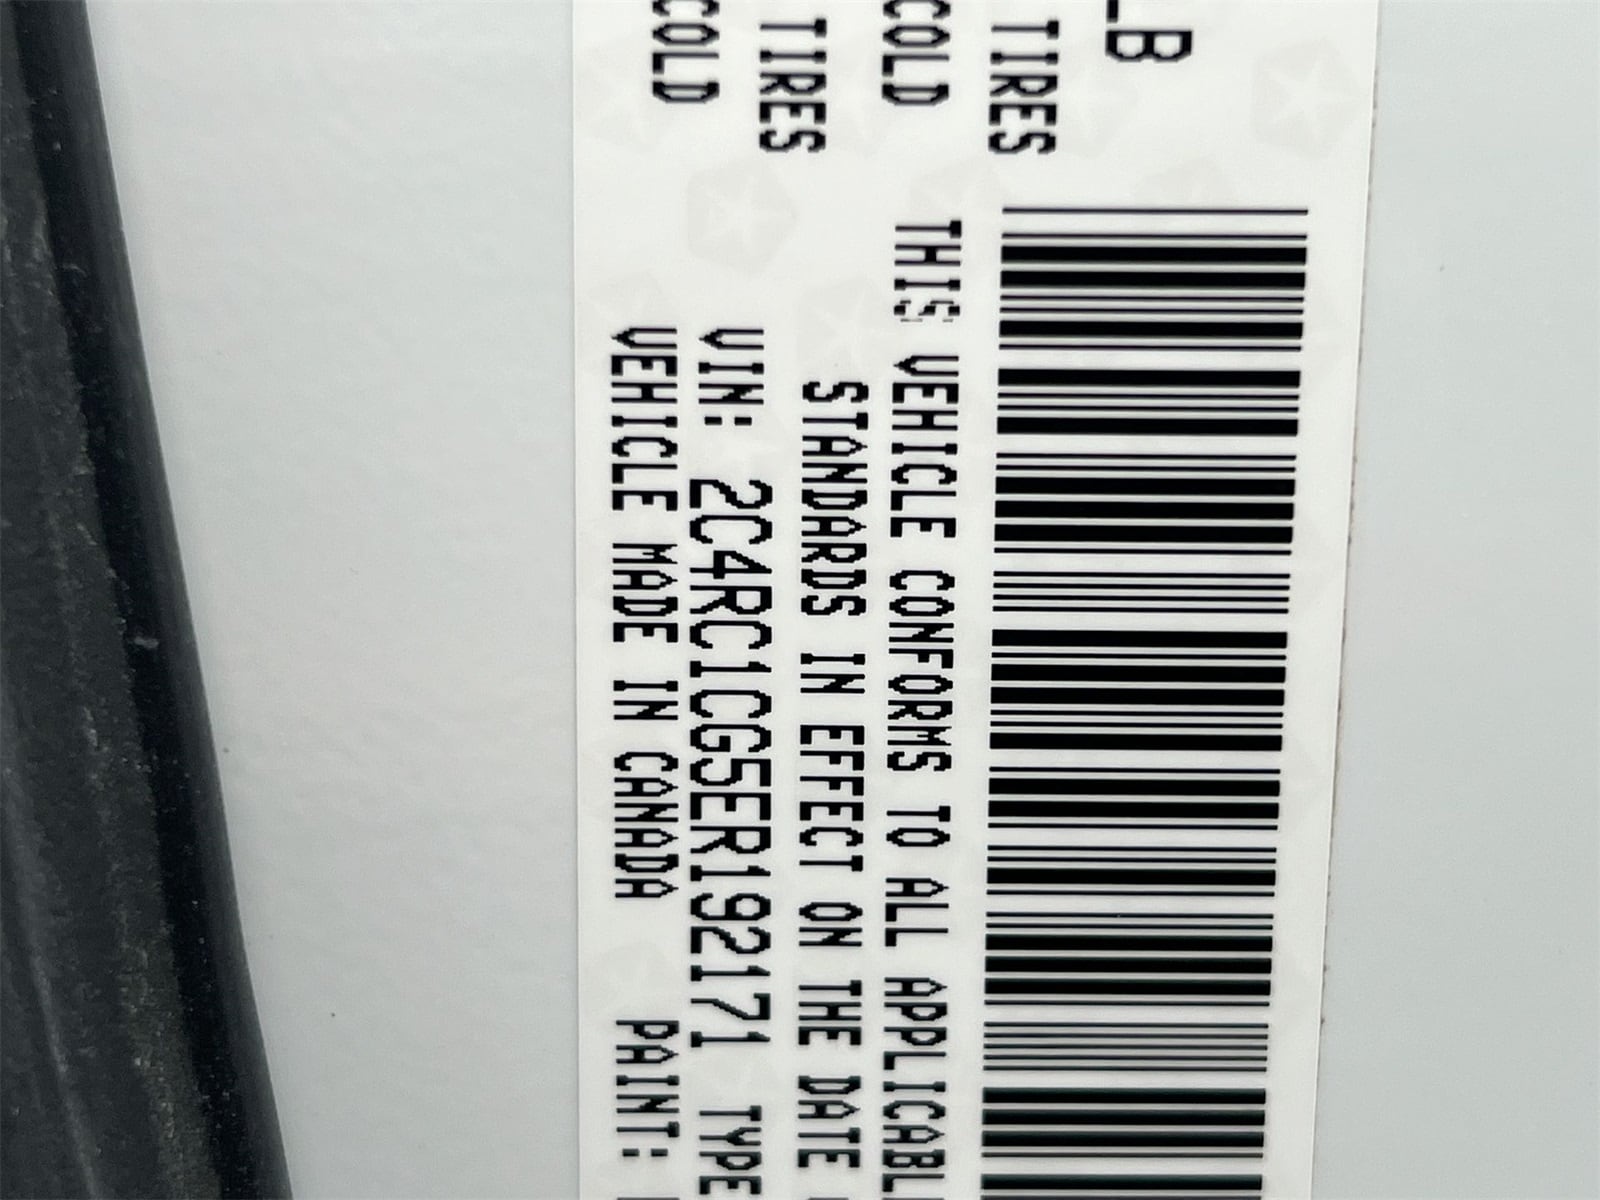 LB
TIRES
COLD
TIRES
COLD
THIS VEHICLE CONFORMS TO ALL APPLICABL
STANDARDS IN EFFECT ON THE DATE
VIN: 2C4RC1CG5ER192171 TYPE
VEHICLE MADE IN CANADA PAINT: